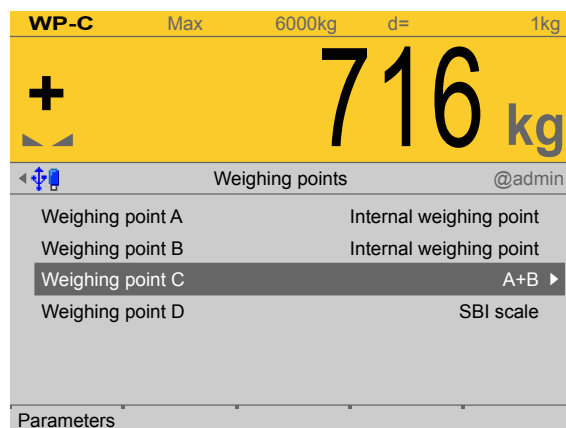 WP-C Max 6000kg d= 1kg
+ 716 kg
Weighing points @admin
Weighing point A Internal weighing point
Weighing point B Internal weighing point
Weighing point C A+B
Weighing point D SBI scale
Parameters